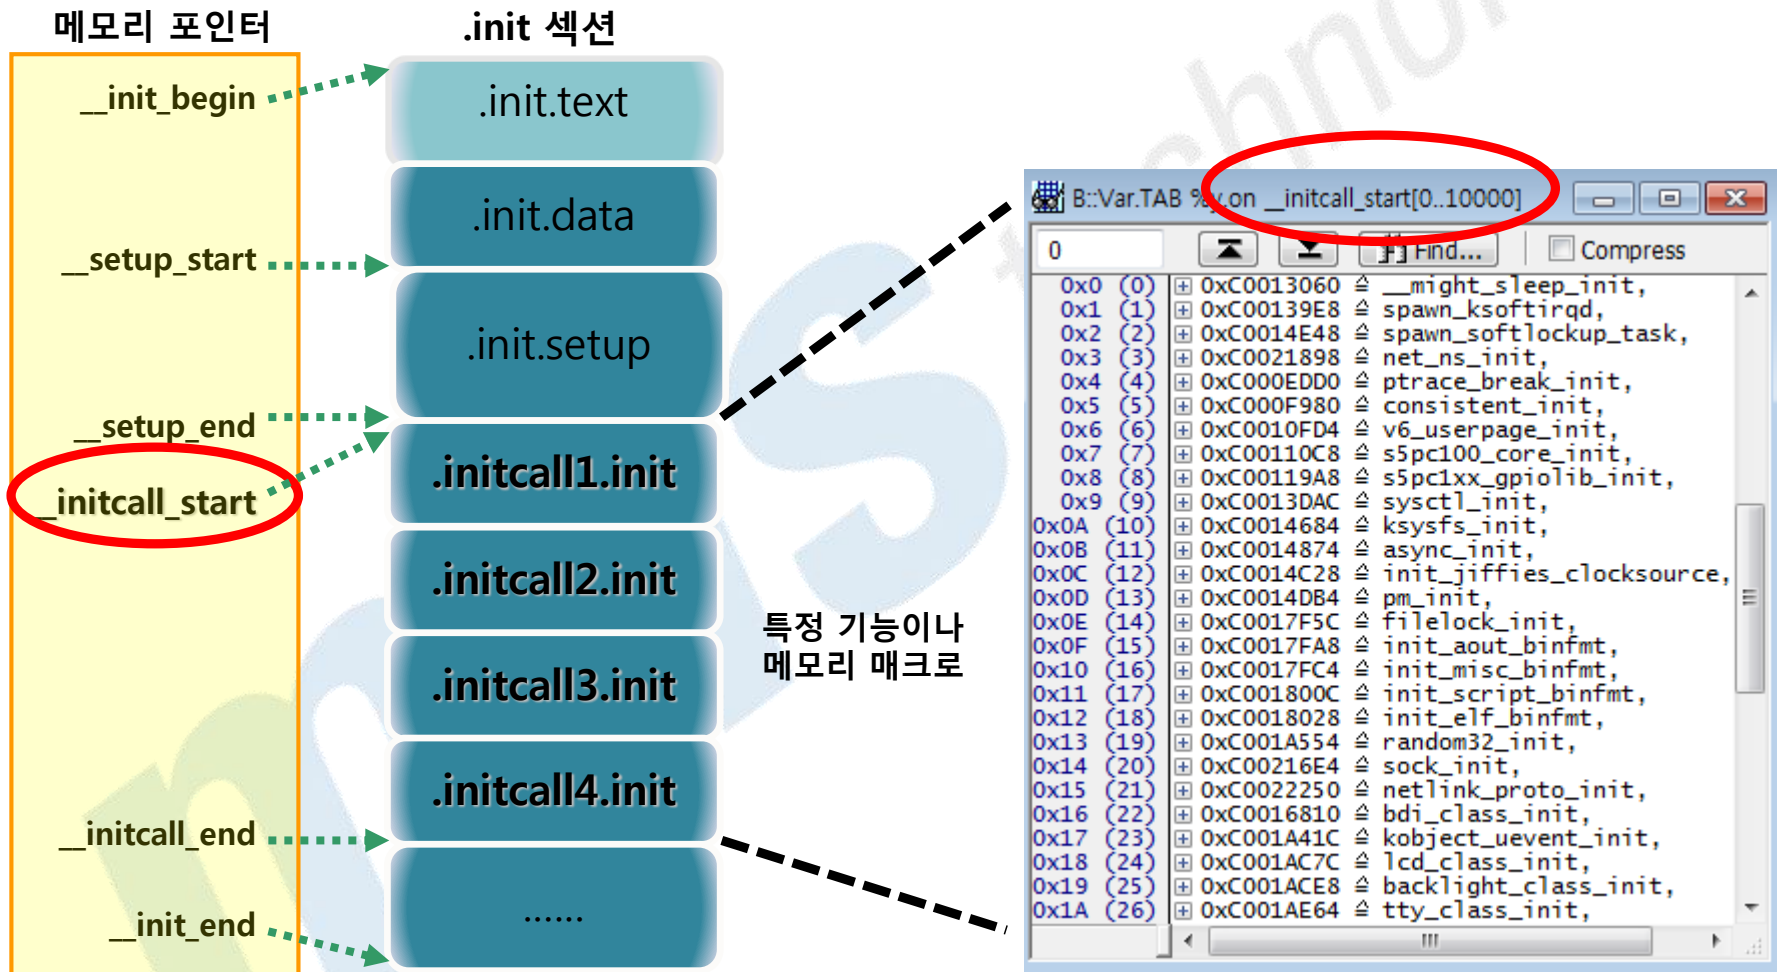 메모리 포인터
.init 섹션
__init_begin
__setup_start
__setup_end
__initcall_start
__initcall_end
__init_end
.init.text
.init.data
.init.setup
.initcall1.init
.initcall2.init
.initcall3.init
.initcall4.init
......
특정 기능이나
메모리 매크로
B::Var.TAB %y.on __initcall_start[0..10000]
0 Find... Compress
0x0 (0) 0xC0013060 ≙ __might_sleep_init,
0x1 (1) 0xC00139E8 ≙ spawn_ksoftirqd,
0x2 (2) 0xC0014E48 ≙ spawn_softlockup_task,
0x3 (3) 0xC0021898 ≙ net_ns_init,
0x4 (4) 0xC000EDD0 ≙ ptrace_break_init,
0x5 (5) 0xC000F980 ≙ consistent_init,
0x6 (6) 0xC0010FD4 ≙ v6_userpage_init,
0x7 (7) 0xC00110C8 ≙ s5pc100_core_init,
0x8 (8) 0xC00119A8 ≙ s5pc1xx_gpiolib_init,
0x9 (9) 0xC0013DAC ≙ sysctl_init,
0x0A (10) 0xC0014684 ≙ ksysfs_init,
0x0B (11) 0xC0014874 ≙ async_init,
0x0C (12) 0xC0014C28 ≙ init_jiffies_clocksource,
0x0D (13) 0xC0014DB4 ≙ pm_init,
0x0E (14) 0xC0017F5C ≙ filelock_init,
0x0F (15) 0xC0017FA8 ≙ init_aout_binfmt,
0x10 (16) 0xC0017FC4 ≙ init_misc_binfmt,
0x11 (17) 0xC001800C ≙ init_script_binfmt,
0x12 (18) 0xC0018028 ≙ init_elf_binfmt,
0x13 (19) 0xC001A554 ≙ random32_init,
0x14 (20) 0xC00216E4 ≙ sock_init,
0x15 (21) 0xC0022250 ≙ netlink_proto_init,
0x16 (22) 0xC0016810 ≙ bdi_class_init,
0x17 (23) 0xC001A41C ≙ kobject_uevent_init,
0x18 (24) 0xC001AC7C ≙ lcd_class_init,
0x19 (25) 0xC001ACE8 ≙ backlight_class_init,
0x1A (26) 0xC001AE64 ≙ tty_class_init,